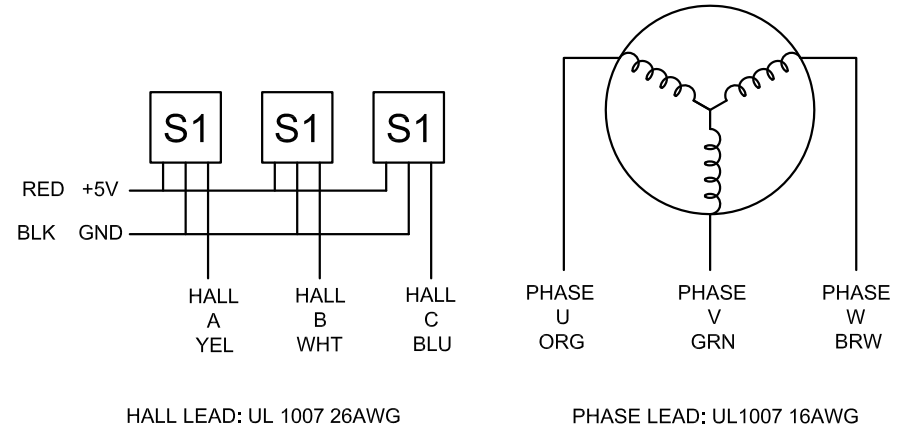 S1 S1 S1
RED +5V
BLK GND
HALL
A
YEL
HALL
B
WHT
HALL
C
BLU
PHASE
U
ORG
PHASE
V
GRN
PHASE
W
BRW
HALL LEAD: UL 1007 26AWG
PHASE LEAD: UL1007 16AWG